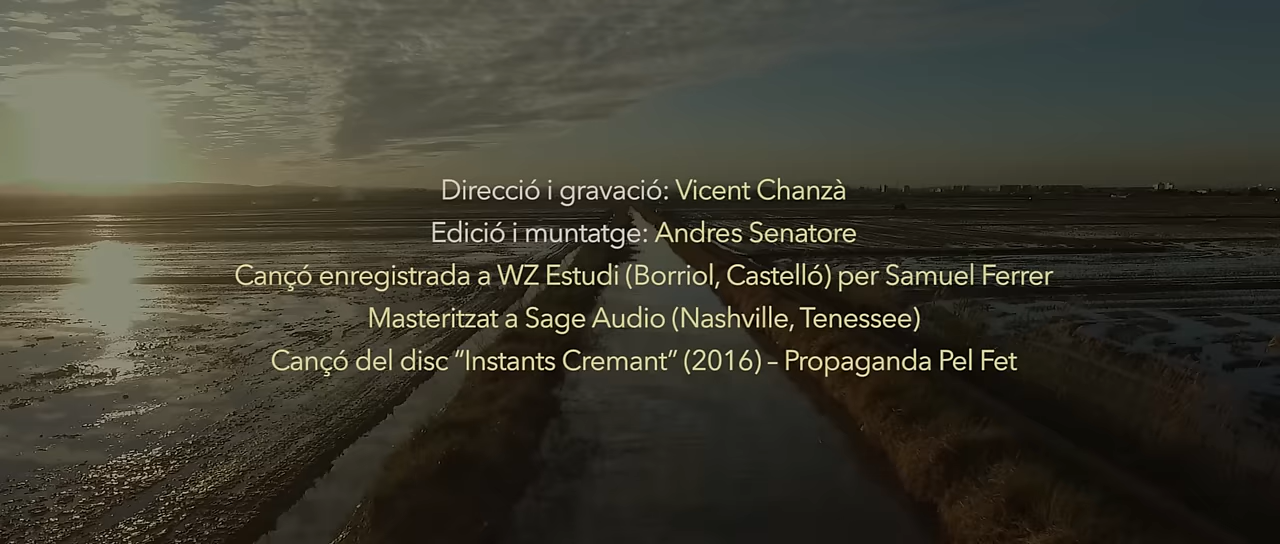 Direcció i gravació: Vicent Chanzà
Edició i muntatge: Andres Senatore
Cançó enregistrada a WZ Estudi (Borriol, Castelló) per Samuel Ferrer
Masteritzat a Sage Audio (Nashville, Tenessee)
Cançó del disc “Instants Cremant” (2016) – Propaganda Pel Fet